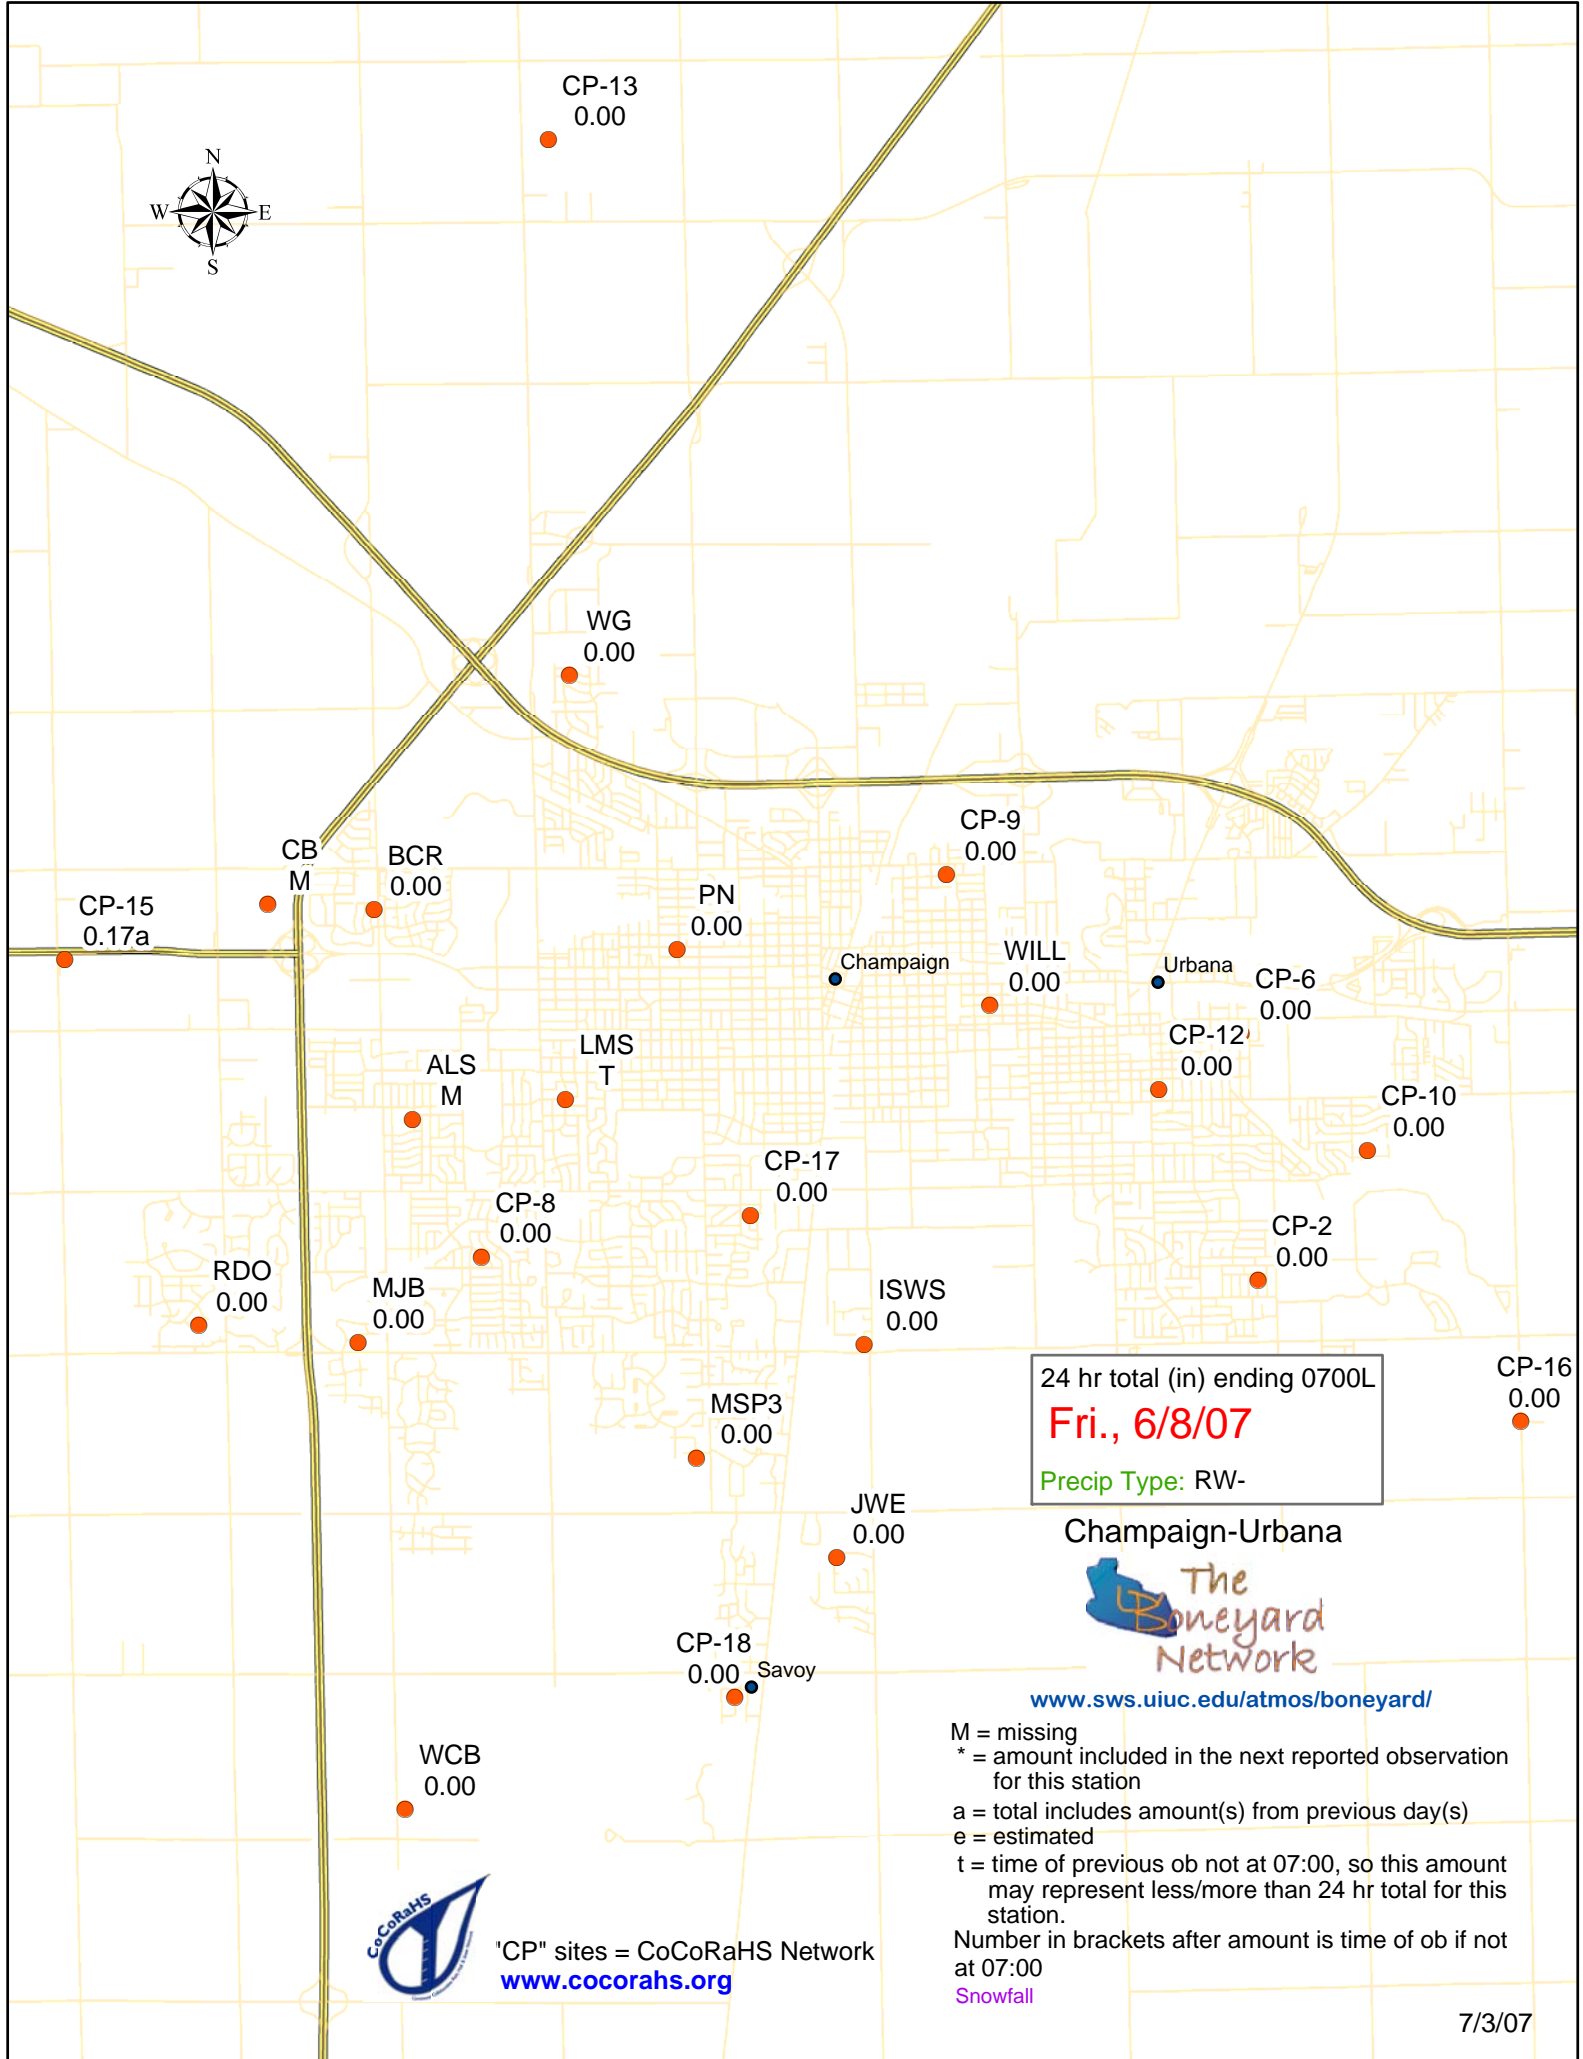 CP-13
0.00
N
W
E
S
WG
0.00
CP-9
0.00
CB
M
BCR
0.00
PN
0.00
CP-15
0.17a
Champaign
WILL
0.00
Urbana
CP-6
0.00
CP-12
0.00
LMS
T
ALS
M
CP-10
0.00
CP-17
0.00
CP-8
0.00
CP-2
0.00
RDO
0.00
MJB
0.00
ISWS
0.00
CP-16
0.00
MSP3
0.00
24 hr total (in) ending 0700L
Fri., 6/8/07
Precip Type: RW-
JWE
0.00
Champaign-Urbana
The
Boneyard
Network
CP-18
0.00
Savoy
www.sws.uiuc.edu/atmos/boneyard/
WCB
0.00
M = missing
* = amount included in the next reported observation
for this station
a = total includes amount(s) from previous day(s)
e = estimated
t = time of previous ob not at 07:00, so this amount
may represent less/more than 24 hr total for this
station.
Number in brackets after amount is time of ob if not
at 07:00
Snowfall
CoCoRaHS
"CP" sites = CoCoRaHS Network
www.cocorahs.org
7/3/07